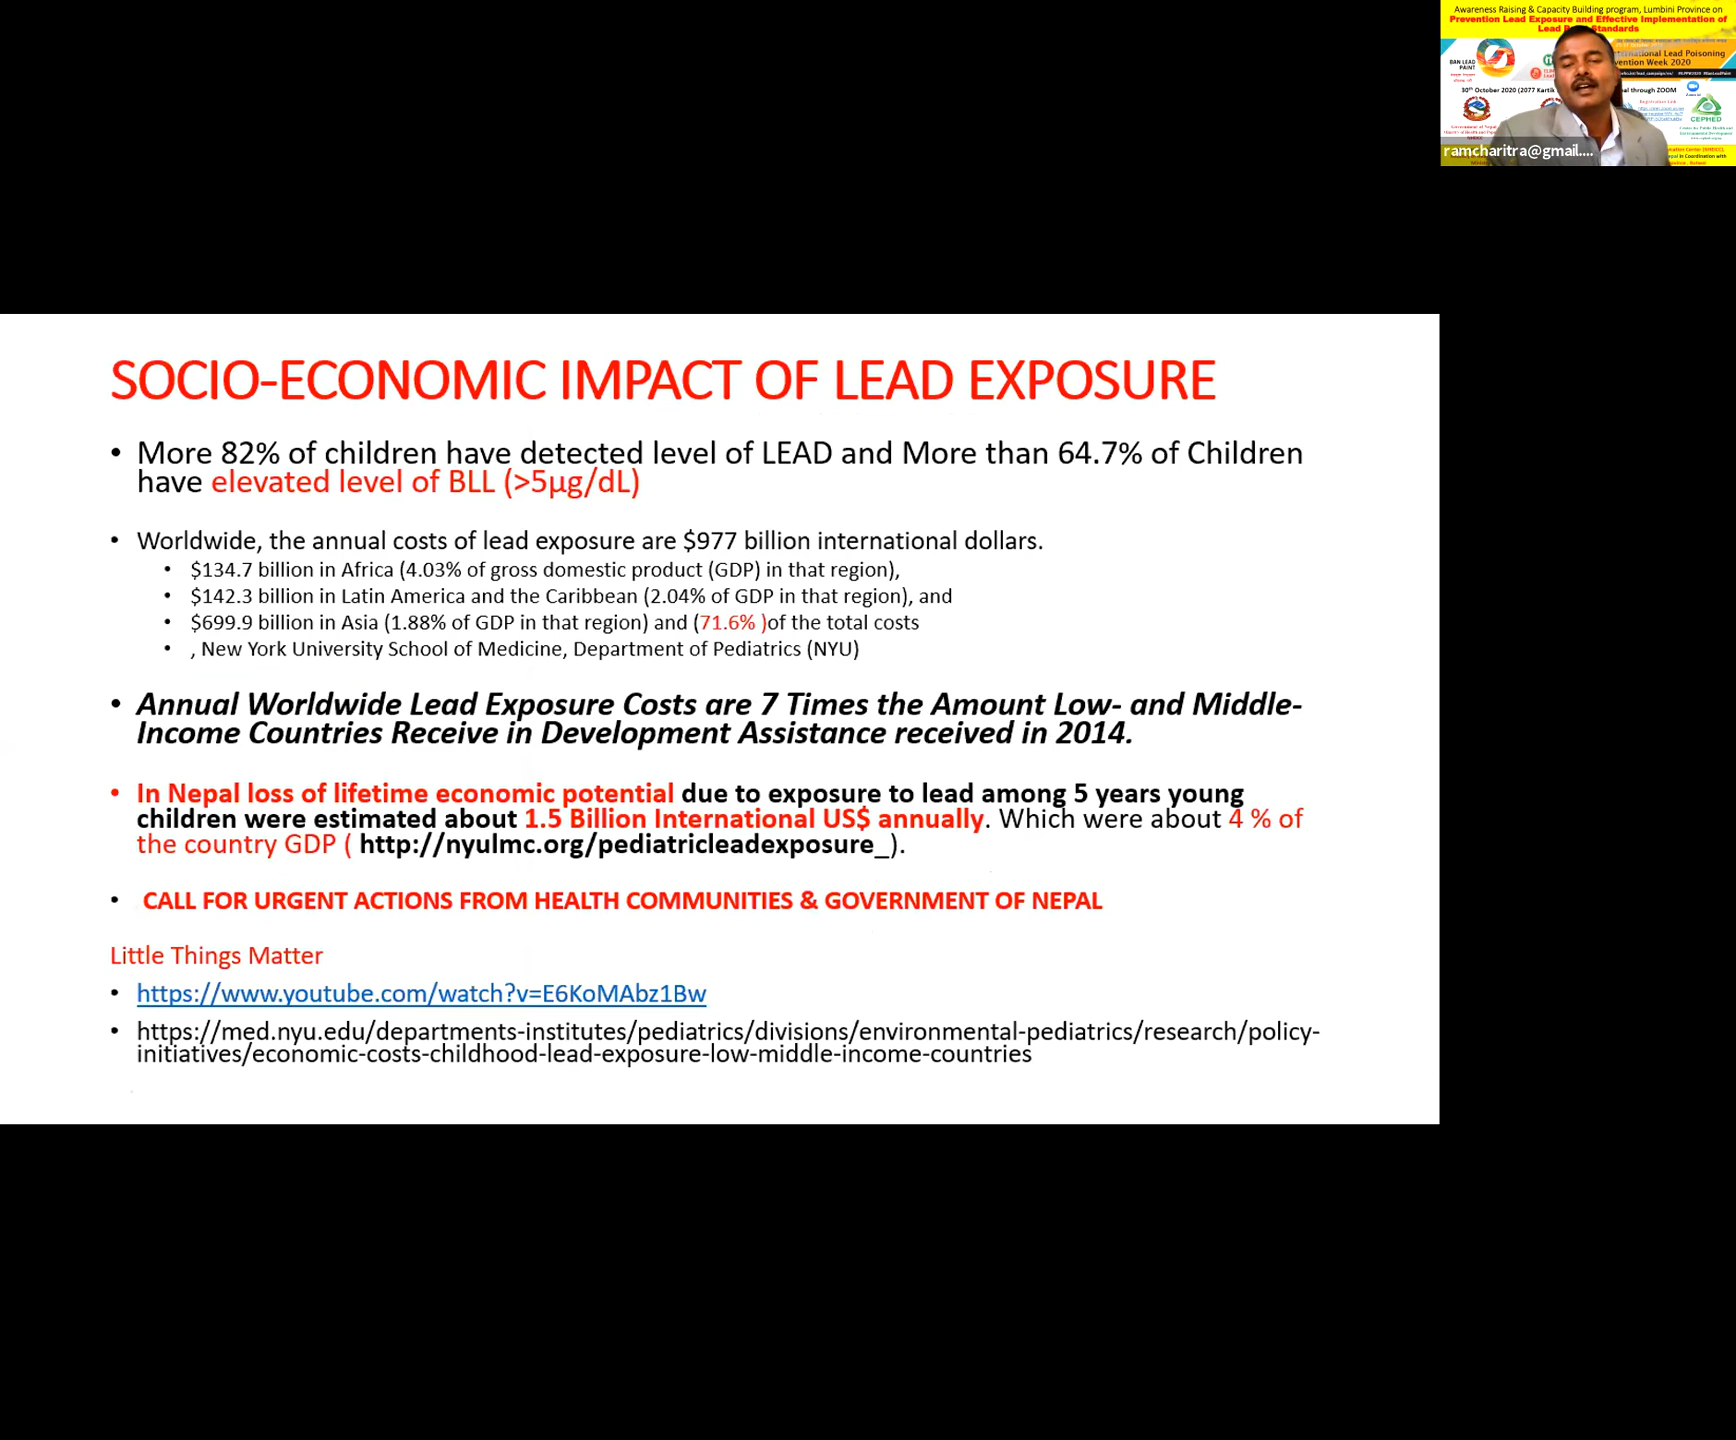 Awareness Raising & Capacity Building program, Lumbini Province on
Prevention Lead Exposure and Effective Implementation of
Lead Standards
BAN LEAD
PAINT
Lead Poisoning
Week 2020
30th October 2020 (2077 Kartik
through ZOOM
CEPHED
ramcharitra@gmail....
SOCIO-ECONOMIC IMPACT OF LEAD EXPOSURE
• More 82% of children have detected level of LEAD and More than 64.7% of Children
have elevated level of BLL (>5µg/dL)
• Worldwide, the annual costs of lead exposure are $977 billion international dollars.
• $134.7 billion in Africa (4.03% of gross domestic product (GDP) in that region),
• $142.3 billion in Latin America and the Caribbean (2.04% of GDP in that region), and
• $699.9 billion in Asia (1.88% of GDP in that region) and (71.6% )of the total costs
• , New York University School of Medicine, Department of Pediatrics (NYU)
• Annual Worldwide Lead Exposure Costs are 7 Times the Amount Low- and Middle-
Income Countries Receive in Development Assistance received in 2014.
• In Nepal loss of lifetime economic potential due to exposure to lead among 5 years young
children were estimated about 1.5 Billion International US$ annually. Which were about 4 % of
the country GDP ( http://nyulmc.org/pediatricleadexposure_).
• CALL FOR URGENT ACTIONS FROM HEALTH COMMUNITIES & GOVERNMENT OF NEPAL
Little Things Matter
• https://www.youtube.com/watch?v=E6KoMAbz1Bw
• https://med.nyu.edu/departments-institutes/pediatrics/divisions/environmental-pediatrics/research/policy-
initiatives/economic-costs-childhood-lead-exposure-low-middle-income-countries